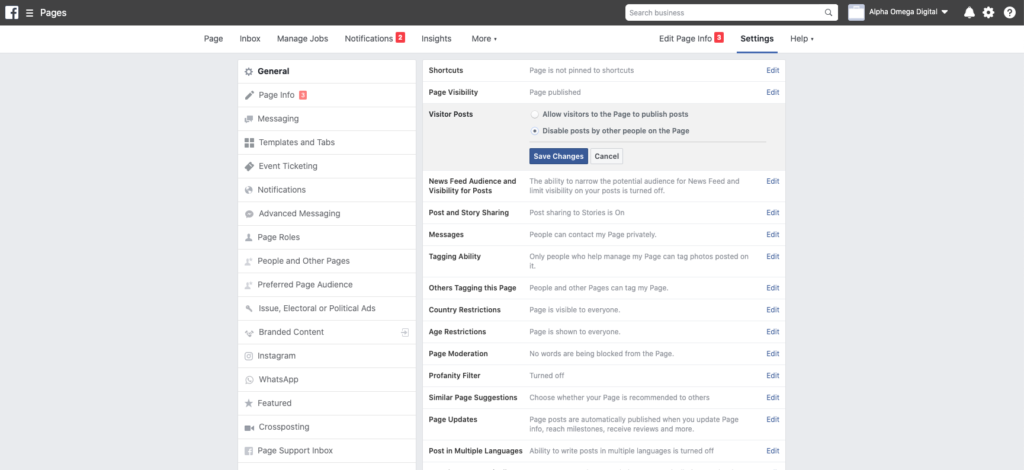 Pages
Search business
Alpha Omega Digital
Page Inbox Manage Jobs Notifications 2 Insights More Edit Page Info 3 Settings Help
General
Page Info 3
Messaging
Templates and Tabs
Event Ticketing
Notifications
Advanced Messaging
Page Roles
People and Other Pages
Preferred Page Audience
Issue, Electoral or Political Ads
Branded Content
Instagram
WhatsApp
Featured
Crossposting
Page Support Inbox
Shortcuts Page is not pinned to shortcuts Edit
Page Visibility Page published Edit
Visitor Posts Allow visitors to the Page to publish posts
Disable posts by other people on the Page
Save Changes Cancel
News Feed Audience and The ability to narrow the potential audience for News Feed and Edit
Visibility for Posts limit visibility on your posts is turned off.
Post and Story Sharing Post sharing to Stories is On Edit
Messages People can contact my Page privately. Edit
Tagging Ability Only people who help manage my Page can tag photos posted on Edit
it.
Others Tagging this Page People and other Pages can tag my Page. Edit
Country Restrictions Page is visible to everyone. Edit
Age Restrictions Page is shown to everyone. Edit
Page Moderation No words are being blocked from the Page. Edit
Profanity Filter Turned off Edit
Similar Page Suggestions Choose whether your Page is recommended to others Edit
Page Updates Page posts are automatically published when you update Page Edit
info, reach milestones, receive reviews and more.
Post in Multiple Languages Ability to write posts in multiple languages is turned off Edit